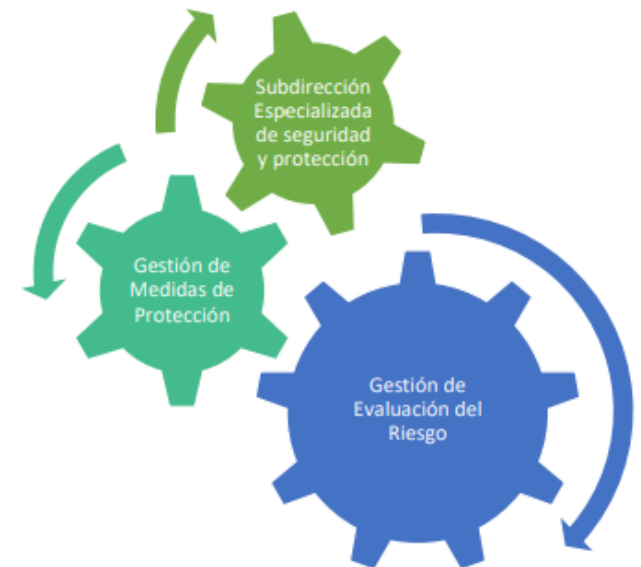 Subdirección
Especializada
de seguridad
y protección
Gestión de
Medidas de
Protección
Gestión de
Evaluación del
Riesgo